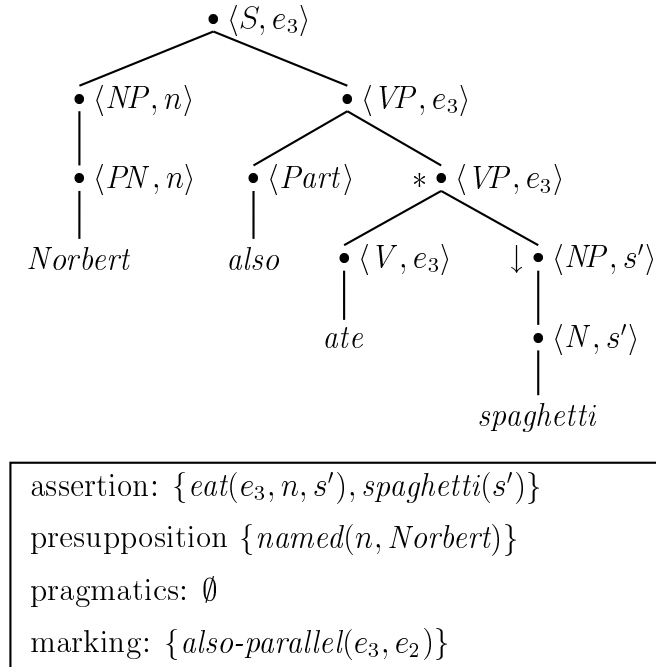 • ⟨S, e₃⟩
• ⟨NP, n⟩ • ⟨VP, e₃⟩
• ⟨PN, n⟩ • ⟨Part⟩ * • ⟨VP, e₃⟩
Norbert also • ⟨V, e₃⟩ ↓ • ⟨NP, s′⟩
ate • ⟨N, s′⟩
spaghetti
assertion: {eat(e₃, n, s′), spaghetti(s′)}
presupposition {named(n, Norbert)}
pragmatics: ∅
marking: {also-parallel(e₃, e₂)}